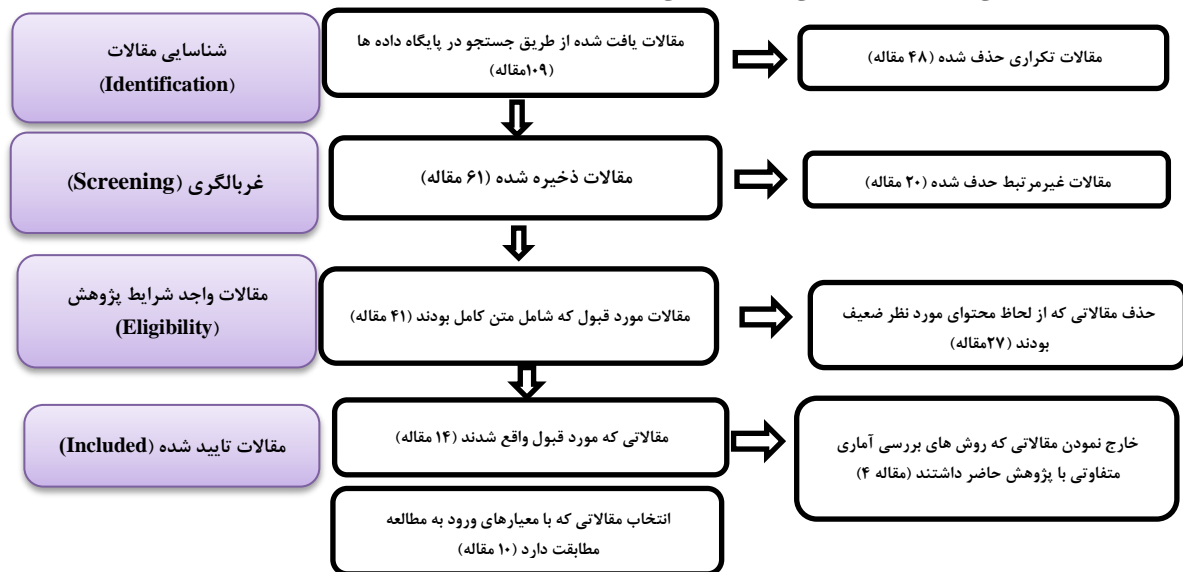 شناسایی مقالات
(Identification)
مقالات یافت شده از طریق جستجو در پایگاه داده ها
(۱۰۹مقاله)
مقالات تکراری حذف شده (۴۸ مقاله)
غربالگری (Screening)
مقالات ذخیره شده (۶۱ مقاله)
مقالات غیرمرتبط حدف شده (۲۰ مقاله)
مقالات واجد شرایط پژوهش
(Eligibility)
مقالات مورد قبول که شامل متن کامل بودند (۴۱ مقاله)
حذف مقالاتی که از لحاظ محتوای مورد نظر ضعیف
بودند (۲۷مقاله)
مقالات تایید شده (Included)
مقالاتی که مورد قبول واقع شدند (۱۴ مقاله)
خارج نمودن مقالاتی که روش های بررسی آماری
متفاوتی با پژوهش حاضر داشتند (مقاله ۴)
انتخاب مقالاتی که با معیارهای ورود به مطالعه
مطابقت دارد (۱۰ مقاله)